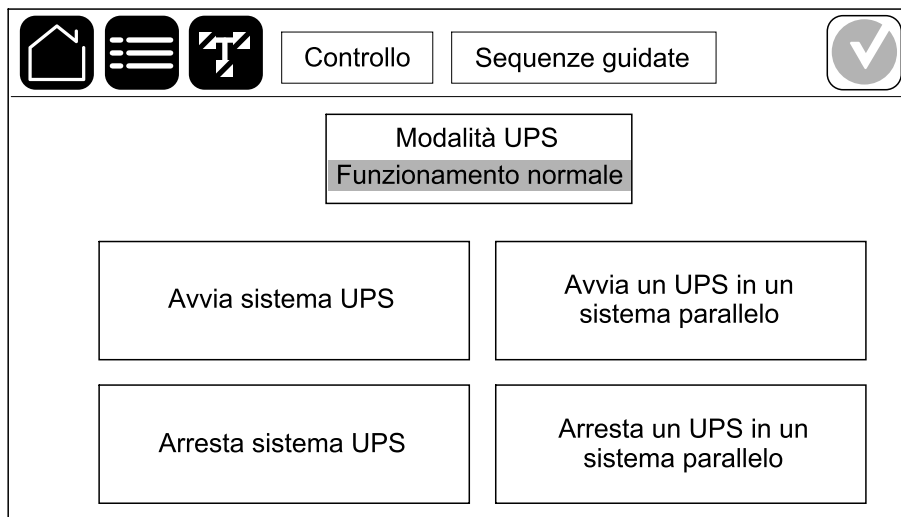 Controllo
Sequenze guidate
Modalità UPS
Funzionamento normale
Avvia sistema UPS
Avvia un UPS in un
sistema parallelo
Arresta sistema UPS
Arresta un UPS in un
sistema parallelo